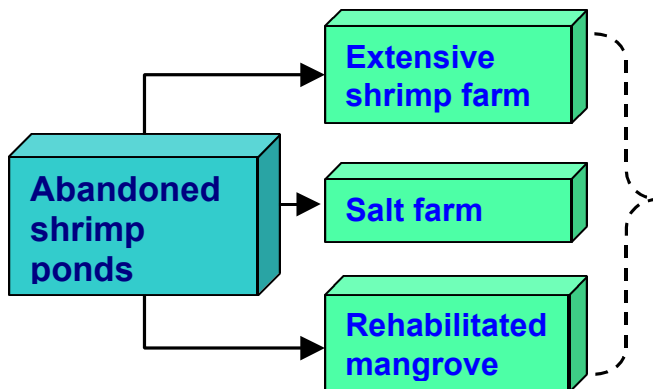 Extensive
shrimp farm
Abandoned
shrimp
ponds
Salt farm
Rehabilitated
mangrove